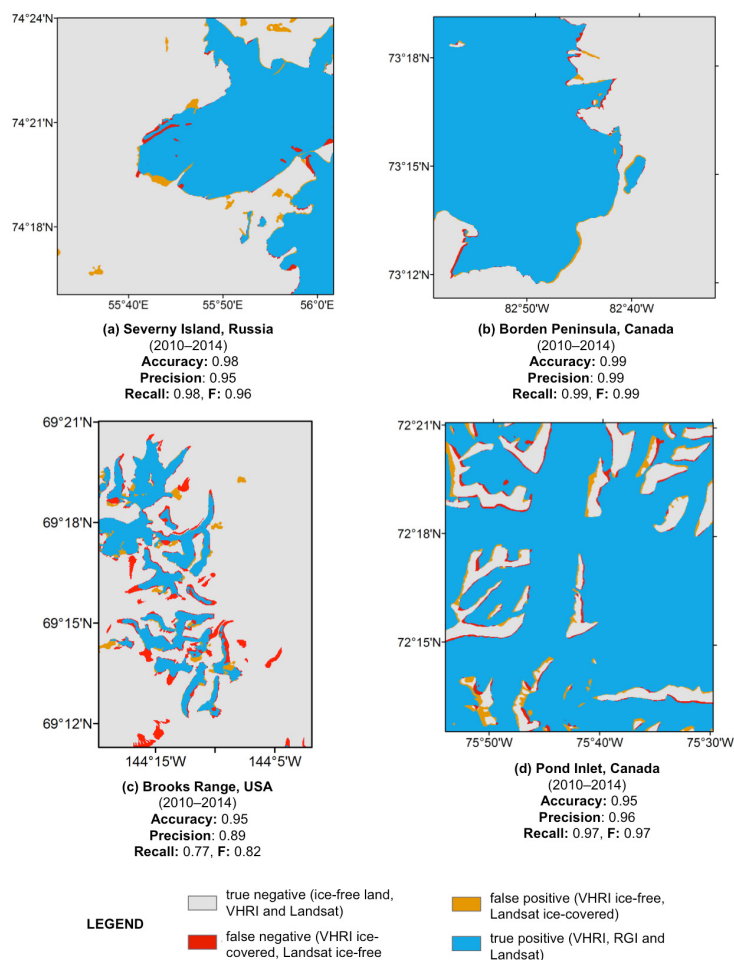 74°24'N
74°21'N
74°18'N
55°40'E
55°50'E
56°0'E
(a) Severny Island, Russia
(2010–2014)
Accuracy: 0.98
Precision: 0.95
Recall: 0.98, F: 0.96
73°18'N
73°15'N
73°12'N
82°50'W
82°40'W
(b) Borden Peninsula, Canada
(2010–2014)
Accuracy: 0.99
Precision: 0.99
Recall: 0.99, F: 0.99
69°21'N
69°18'N
69°15'N
69°12'N
144°15'W
144°5'W
(c) Brooks Range, USA
(2010–2014)
Accuracy: 0.95
Precision: 0.89
Recall: 0.77, F: 0.82
72°21'N
72°18'N
72°15'N
75°50'W
75°40'W
75°30'W
(d) Pond Inlet, Canada
(2010–2014)
Accuracy: 0.95
Precision: 0.96
Recall: 0.97, F: 0.97
LEGEND
true negative (ice-free land,
VHRI and Landsat)
false negative (VHRI ice-
covered, Landsat ice-free
false positive (VHRI ice-free,
Landsat ice-covered)
true positive (VHRI, RGI and
Landsat)